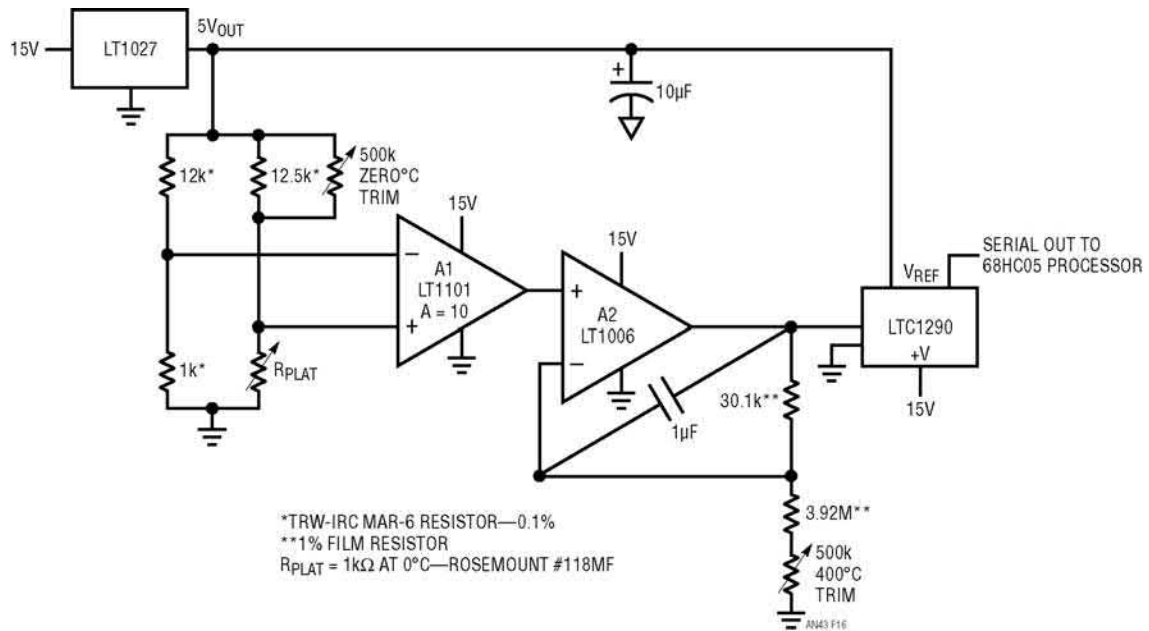 5VOUT
15V
LT1027
+
10µF
12k*
12.5k*
500k
ZERO°C
TRIM
15V
−
A1
LT1101
A = 10
+
15V
+
A2
LT1006
−
SERIAL OUT TO
68HC05 PROCESSOR
VREF
LTC1290
+V
15V
1k*
RPLAT
1µF
30.1k**
3.92M**
500k
400°C
TRIM
*TRW-IRC MAR-6 RESISTOR—0.1%
**1% FILM RESISTOR
RPLAT = 1kΩ AT 0°C—ROSEMOUNT #118MF
AN43 F16